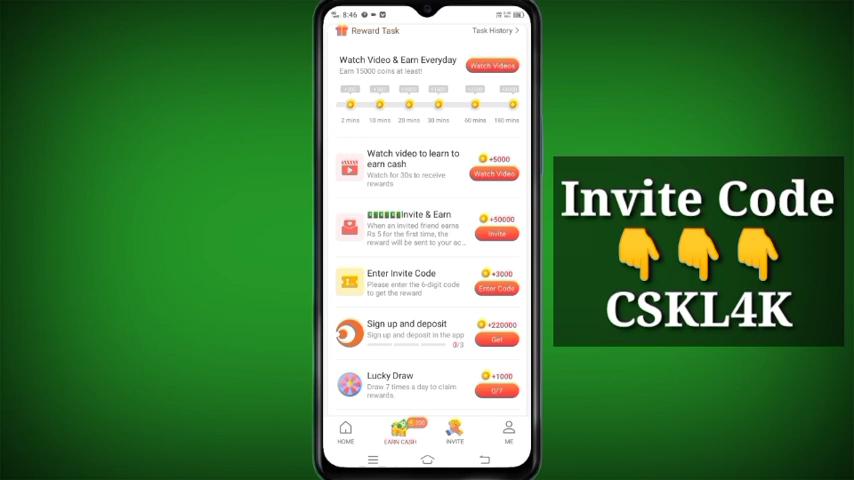 8:46
Reward Task
Task History >
Watch Video & Earn Everyday
Earn 15000 coins at least!
Watch Videos
2 mins
10 mins
20 mins
30 mins
60 mins
180 mins
Watch video to learn to
earn cash
Watch for 30s to receive
rewards
+5000
Watch Video
Invite & Earn
When an invited friend earns
Rs 5 for the first time, the
reward will be sent to your ac...
+50000
Invite
Enter Invite Code
Please enter the 6-digit code
to get the reward
+3000
Enter Code
Sign up and deposit
Sign up and deposit in the app
0/3
+220000
Get
Lucky Draw
Draw 7 times a day to claim
rewards.
+1000
0/7
HOME
EARN CASH
INVITE
ME
Invite Code
CSKL4K